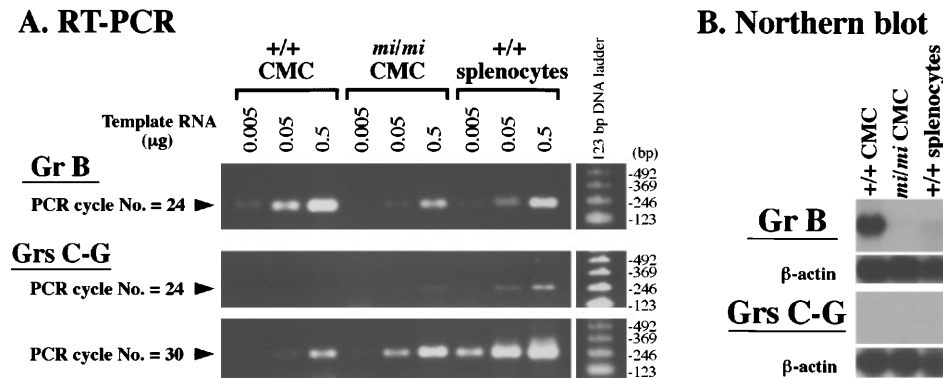 A. RT-PCR
+/+ CMC
mi/mi CMC
+/+ splenocytes
123 bp DNA ladder
Template RNA (μg)
0.005 0.05 0.5 0.005 0.05 0.5 0.005 0.05 0.5
(bp)
Gr B
PCR cycle No. = 24
-492
-369
-246
-123
Grs C-G
PCR cycle No. = 24
-492
-369
-246
-123
PCR cycle No. = 30
-492
-369
-246
-123
B. Northern blot
+/+ CMC
mi/mi CMC
+/+ splenocytes
Gr B
β-actin
Grs C-G
β-actin